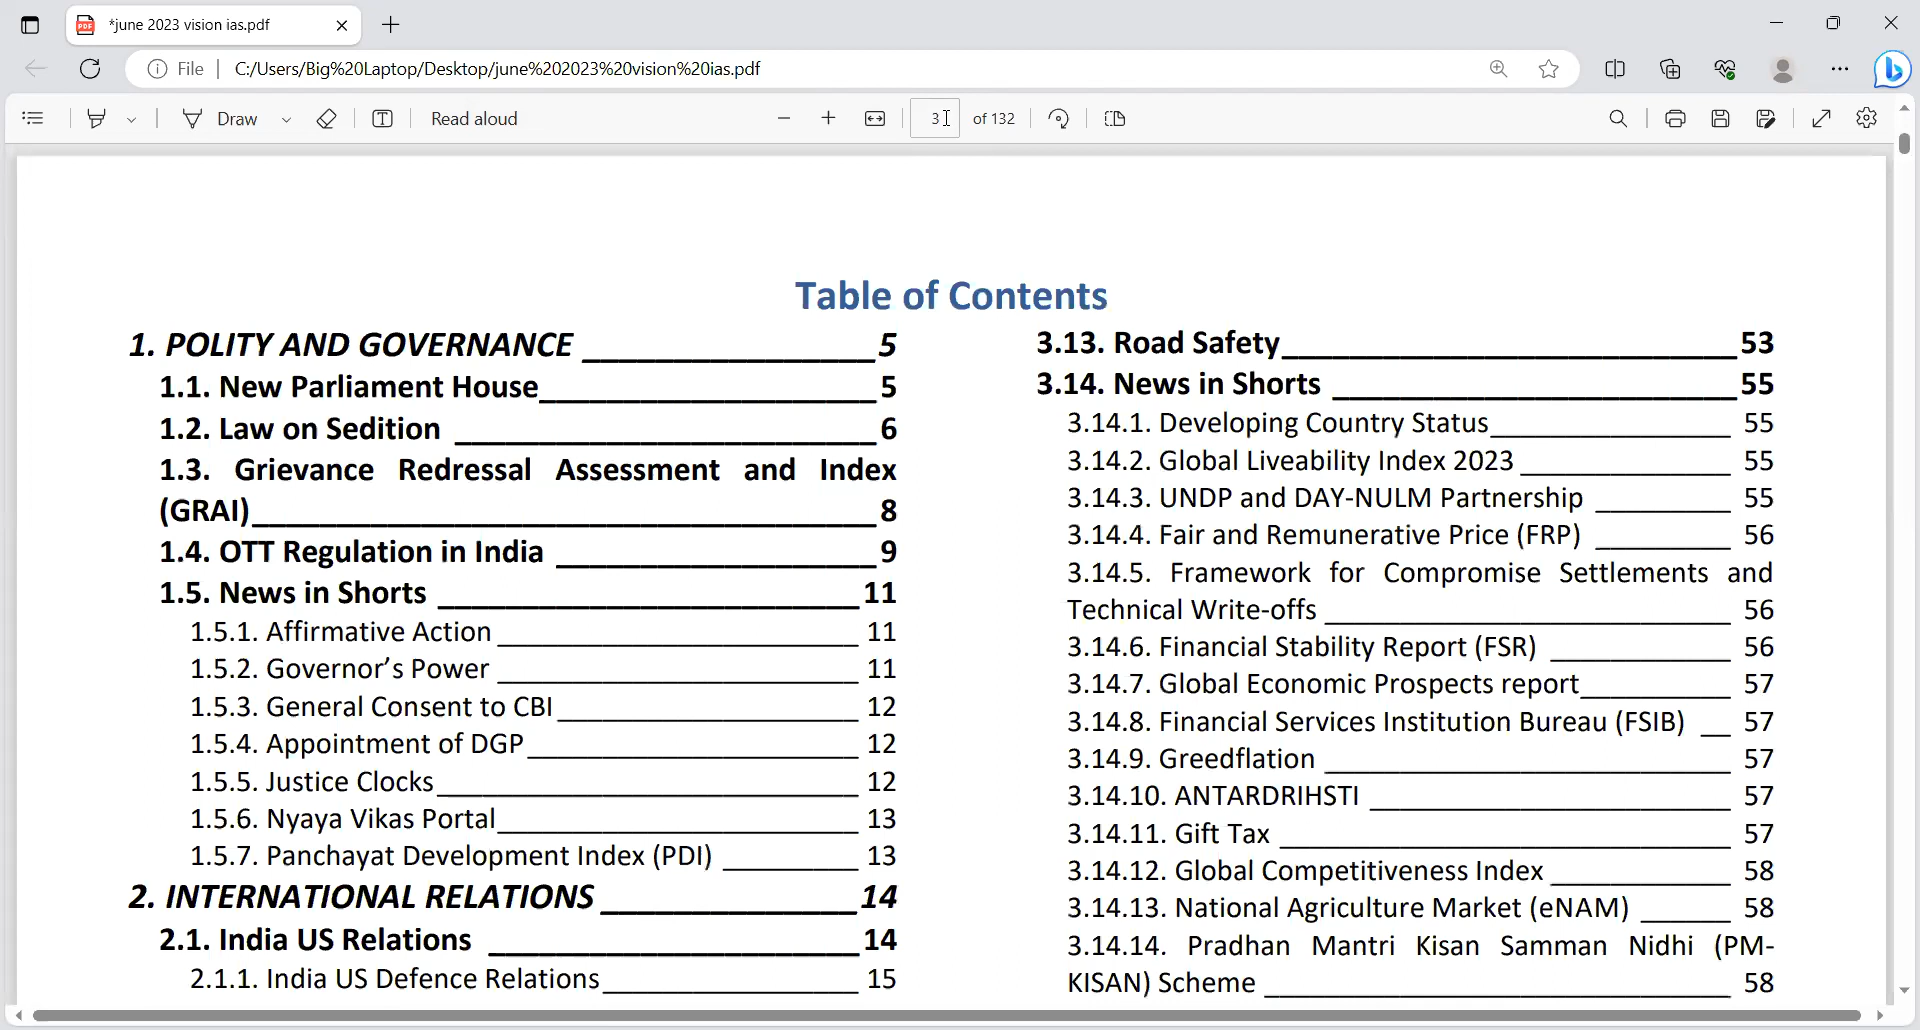 *june 2023 vision ias.pdf
File
C:/Users/Big%20Laptop/Desktop/june%202023%20vision%20ias.pdf
Draw
Read aloud
3
of 132
Table of Contents
1. POLITY AND GOVERNANCE 5
1.1. New Parliament House 5
1.2. Law on Sedition 6
1.3. Grievance Redressal Assessment and Index
(GRAI) 8
1.4. OTT Regulation in India 9
1.5. News in Shorts 11
1.5.1. Affirmative Action 11
1.5.2. Governor’s Power 11
1.5.3. General Consent to CBI 12
1.5.4. Appointment of DGP 12
1.5.5. Justice Clocks 12
1.5.6. Nyaya Vikas Portal 13
1.5.7. Panchayat Development Index (PDI) 13
2. INTERNATIONAL RELATIONS 14
2.1. India US Relations 14
2.1.1. India US Defence Relations 15
3.13. Road Safety 53
3.14. News in Shorts 55
3.14.1. Developing Country Status 55
3.14.2. Global Liveability Index 2023 55
3.14.3. UNDP and DAY-NULM Partnership 55
3.14.4. Fair and Remunerative Price (FRP) 56
3.14.5. Framework for Compromise Settlements and
Technical Write-offs 56
3.14.6. Financial Stability Report (FSR) 56
3.14.7. Global Economic Prospects report 57
3.14.8. Financial Services Institution Bureau (FSIB) 57
3.14.9. Greedflation 57
3.14.10. ANTARDRIHSTI 57
3.14.11. Gift Tax 57
3.14.12. Global Competitiveness Index 58
3.14.13. National Agriculture Market (eNAM) 58
3.14.14. Pradhan Mantri Kisan Samman Nidhi (PM-
KISAN) Scheme 58